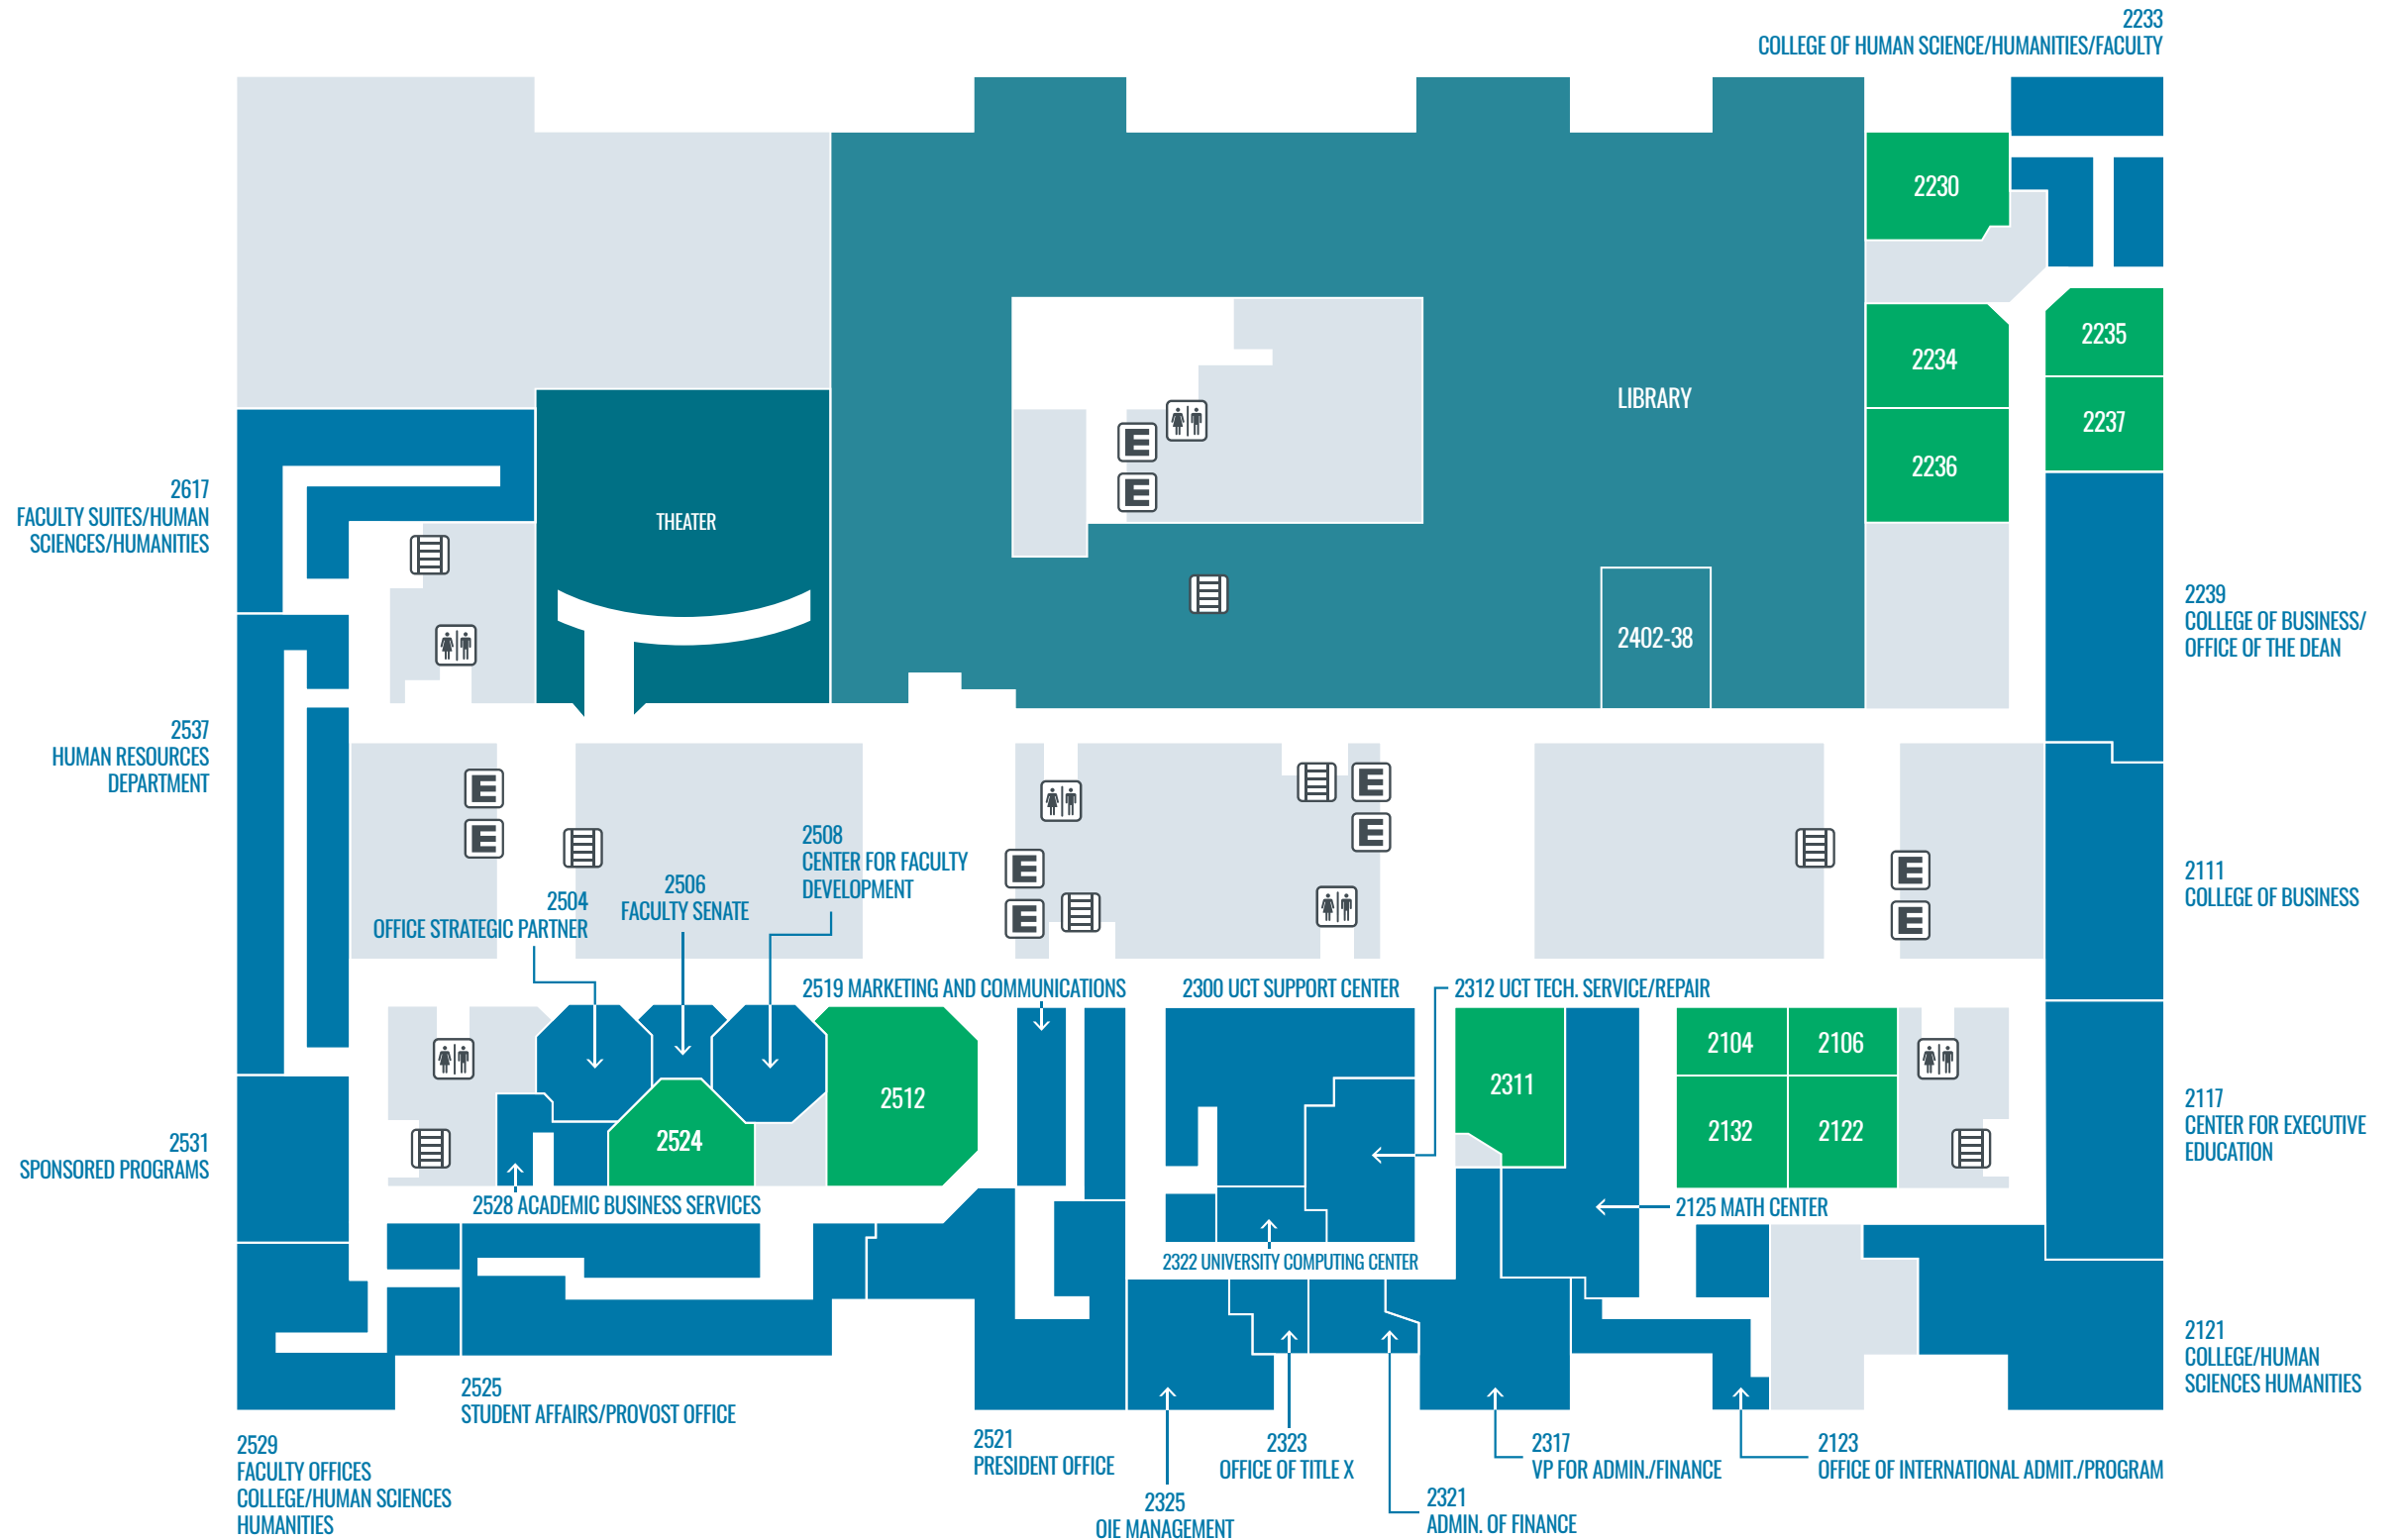 2233
COLLEGE OF HUMAN SCIENCE/HUMANITIES/FACULTY
2230
2235
2234
2237
2236
LIBRARY
2617
FACULTY SUITES/HUMAN
SCIENCES/HUMANITIES
THEATER
E
E
2402-38
2239
COLLEGE OF BUSINESS/
OFFICE OF THE DEAN
2537
HUMAN RESOURCES
DEPARTMENT
E
E
E
E
E
E
E
E
2508
CENTER FOR FACULTY
DEVELOPMENT
2506
FACULTY SENATE
2504
OFFICE STRATEGIC PARTNER
2111
COLLEGE OF BUSINESS
2519 MARKETING AND COMMUNICATIONS
2300 UCT SUPPORT CENTER
2312 UCT TECH. SERVICE/REPAIR
2104
2106
2311
2512
2524
2132
2122
2117
CENTER FOR EXECUTIVE
EDUCATION
2531
SPONSORED PROGRAMS
2528 ACADEMIC BUSINESS SERVICES
2125 MATH CENTER
2322 UNIVERSITY COMPUTING CENTER
2121
COLLEGE/HUMAN
SCIENCES HUMANITIES
2525
STUDENT AFFAIRS/PROVOST OFFICE
2529
FACULTY OFFICES
COLLEGE/HUMAN SCIENCES
HUMANITIES
2521
PRESIDENT OFFICE
2323
OFFICE OF TITLE X
2317
VP FOR ADMIN./FINANCE
2123
OFFICE OF INTERNATIONAL ADMIT./PROGRAM
2325
OIE MANAGEMENT
2321
ADMIN. OF FINANCE